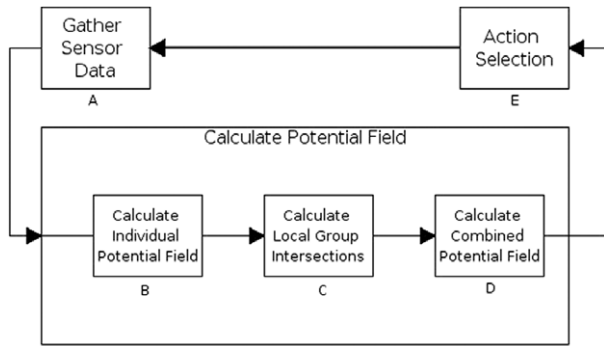 Gather
Sensor
Data
A
Action
Selection
E
Calculate Potential Field
Calculate
Individual
Potential Field
B
Calculate
Local Group
Intersections
C
Calculate
Combined
Potential Field
D